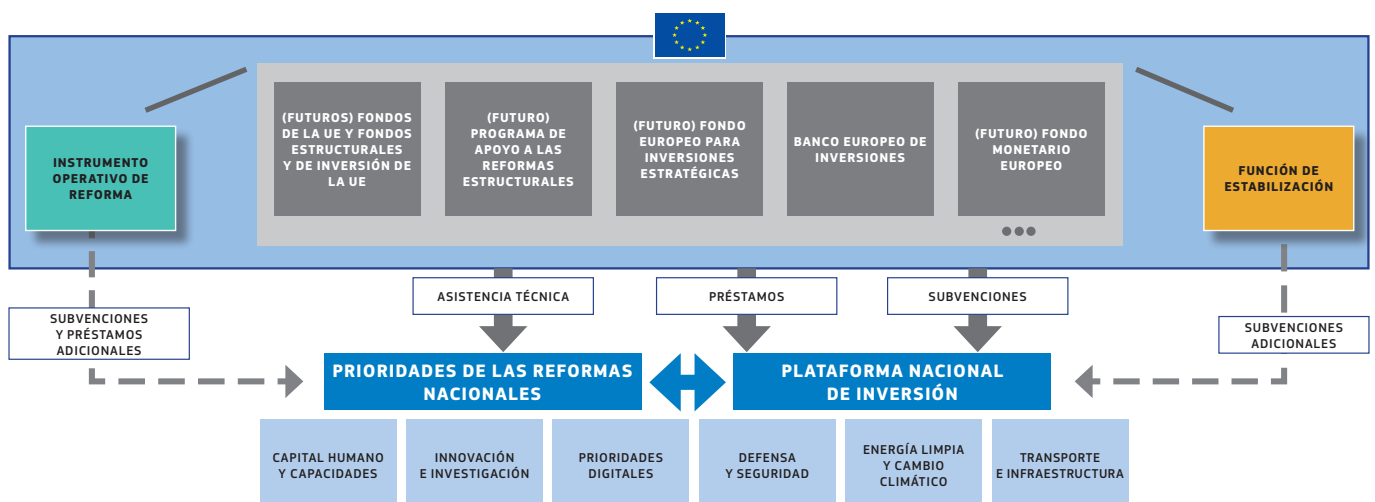 INSTRUMENTO
OPERATIVO DE
REFORMA
(FUTUROS) FONDOS
DE LA UE Y FONDOS
ESTRUCTURALES
Y DE INVERSIÓN DE
LA UE
(FUTURO)
PROGRAMA DE
APOYO A LAS
REFORMAS
ESTRUCTURALES
(FUTURO) FONDO
EUROPEO PARA
INVERSIONES
ESTRATÉGICAS
BANCO EUROPEO DE
INVERSIONES
(FUTURO) FONDO
MONETARIO
EUROPEO
FUNCIÓN DE
ESTABILIZACIÓN
SUBVENCIONES
Y PRÉSTAMOS
ADICIONALES
ASISTENCIA TÉCNICA
PRÉSTAMOS
SUBVENCIONES
SUBVENCIONES
ADICIONALES
PRIORIDADES DE LAS REFORMAS
NACIONALES
PLATAFORMA NACIONAL
DE INVERSIÓN
CAPITAL HUMANO
Y CAPACIDADES
INNOVACIÓN
E INVESTIGACIÓN
PRIORIDADES
DIGITALES
DEFENSA
Y SEGURIDAD
ENERGÍA LIMPIA
Y CAMBIO
CLIMÁTICO
TRANSPORTE
E INFRAESTRUCTURA